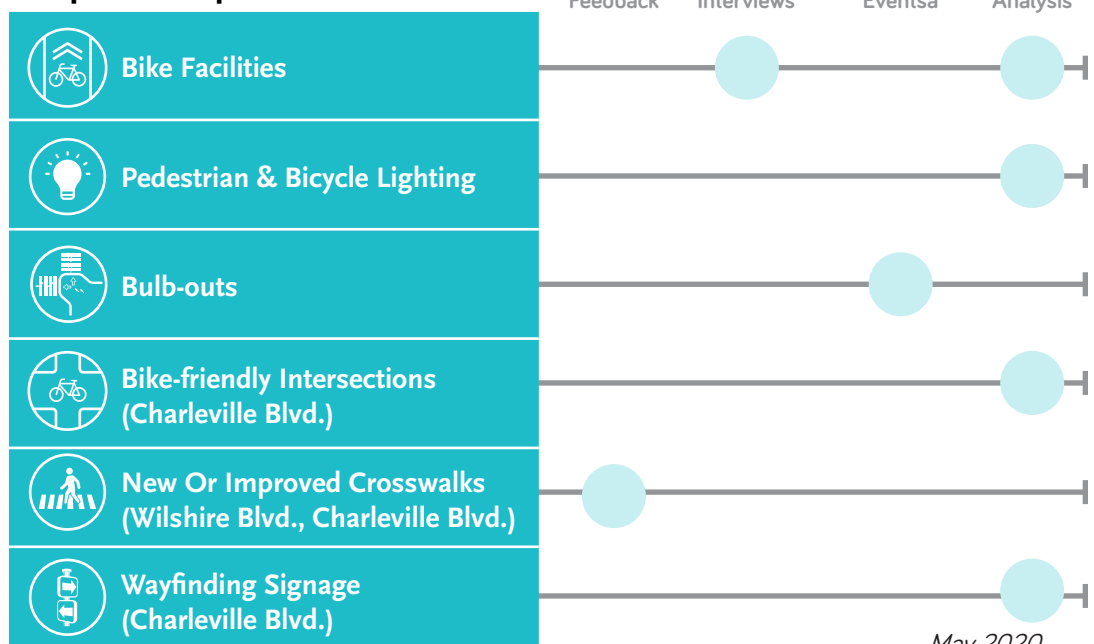 Feedback Interviews Eventsa Analysis
Bike Facilities
Pedestrian & Bicycle Lighting
Bulb-outs
Bike-friendly Intersections
(Charleville Blvd.)
New Or Improved Crosswalks
(Wilshire Blvd., Charleville Blvd.)
Wayfinding Signage
(Charleville Blvd.)
May 2020